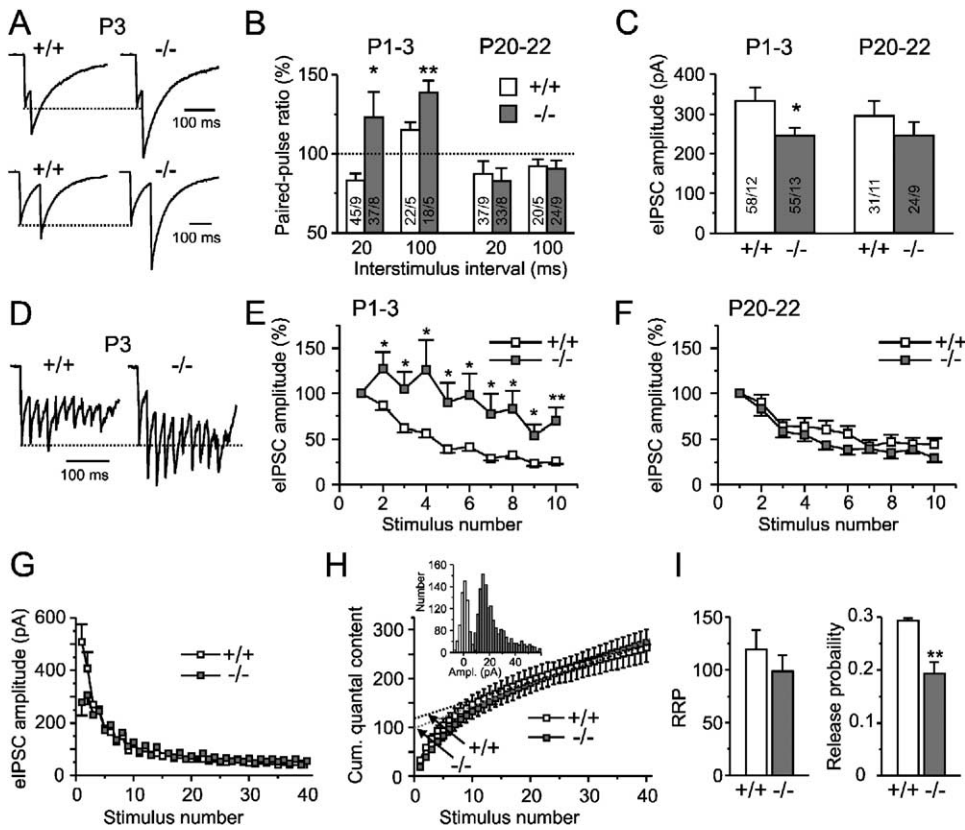 A
P3
+/+
-/-
100 ms
+/+
-/-
100 ms
B
P1-3
P20-22
+/+
-/-
Paired-pulse ratio (%)
150
100
50
*
**
45/9
37/8
22/5
18/5
37/9
33/8
20/5
24/9
20
100
20
100
Interstimulus interval (ms)
C
P1-3
P20-22
eIPSC amplitude (pA)
400
300
200
100
0
*
58/12
55/13
31/11
24/9
+/+
-/-
+/+
-/-
D
P3
+/+
-/-
100 ms
E
P1-3
+/+
-/-
eIPSC amplitude (%)
150
100
50
0
* * * * * * * * **
0 2 4 6 8 10
Stimulus number
F
P20-22
+/+
-/-
eIPSC amplitude (%)
150
100
50
0
0 2 4 6 8 10
Stimulus number
G
eIPSC amplitude (pA)
600
400
200
0
+/+
-/-
0 10 20 30 40
Stimulus number
H
Cum. quantal content
300
200
100
0
Number
160
120
80
40
0
0 20 40
Ampl. (pA)
+/+
-/-
+/+
-/-
0 10 20 30 40
Stimulus number
I
RRP
150
100
50
0
+/+ -/-
Release probaility
0.3
0.2
0.1
**
+/+ -/-